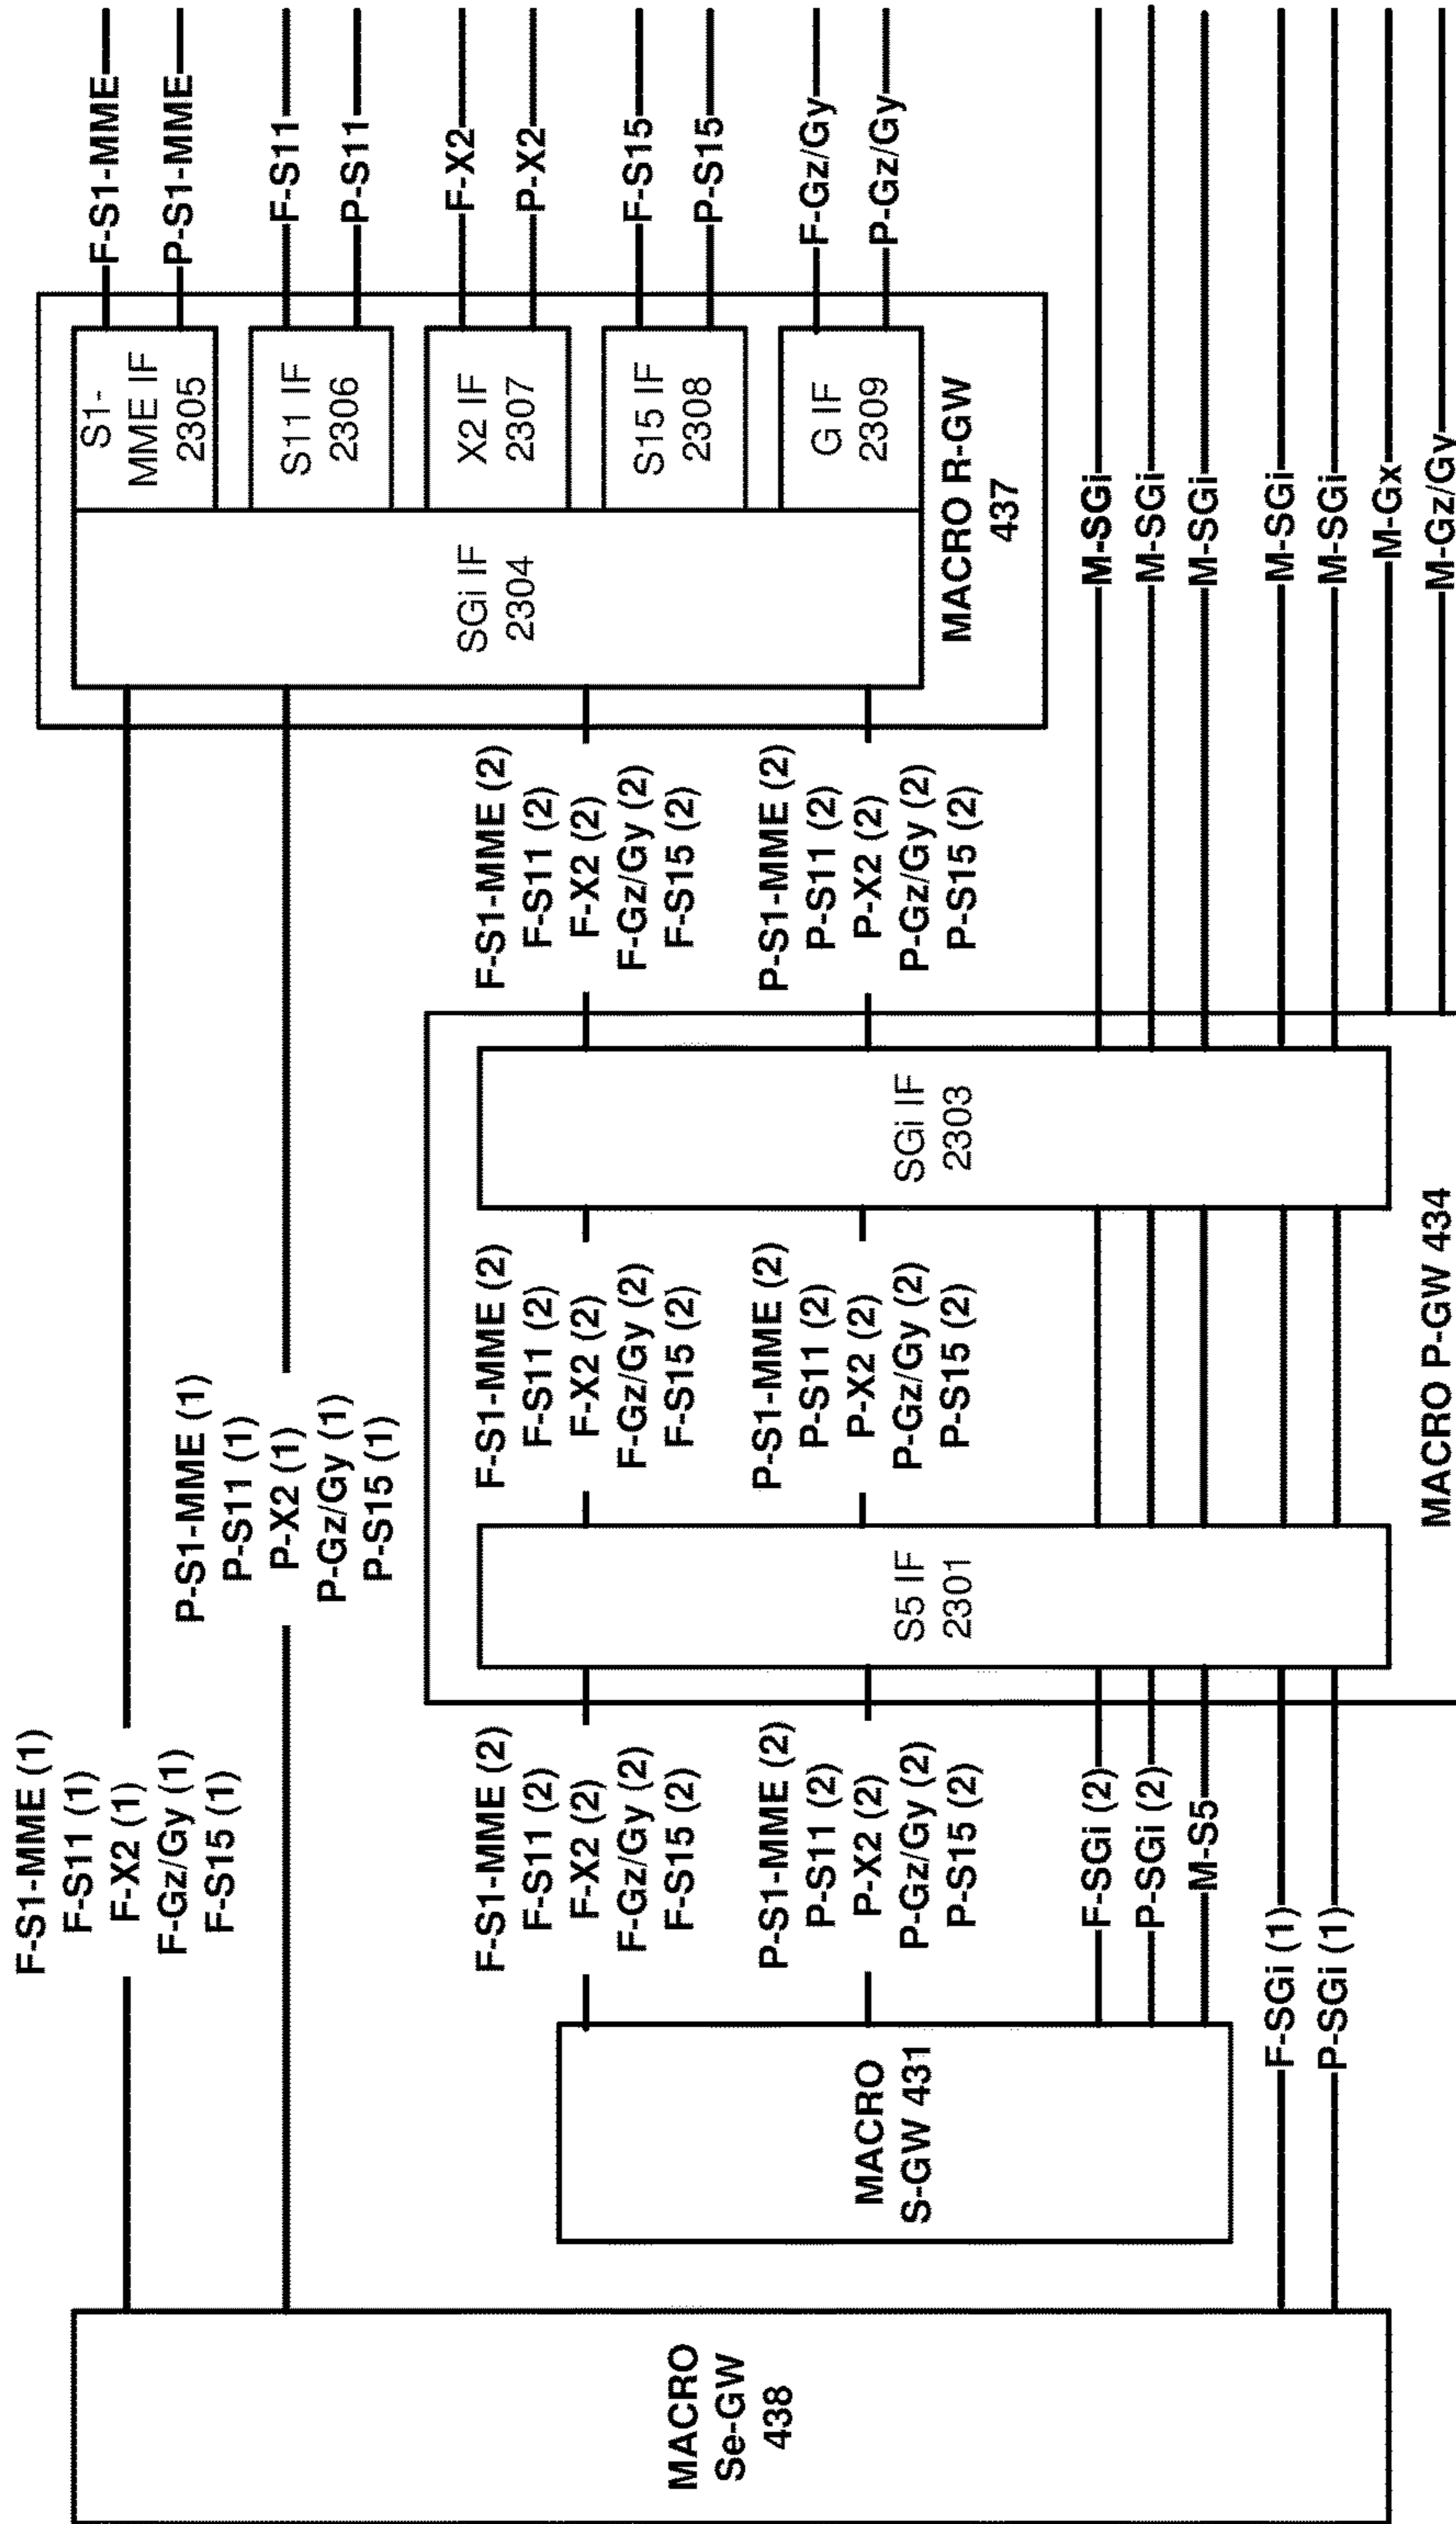 F-S1-MME (1)
F-S11 (1)
F-X2 (1)
F-Gz/Gy (1)
F-S15 (1)
P-S1-MME (1)
P-S11 (1)
P-X2 (1)
P-Gz/Gy (1)
P-S15 (1)
MACRO
Se-GW
438
MACRO
S-GW 431
F-S1-MME (2)
F-S11 (2)
F-X2 (2)
F-Gz/Gy (2)
F-S15 (2)
P-S1-MME (2)
P-S11 (2)
P-X2 (2)
P-Gz/Gy (2)
P-S15 (2)
F-SGi (2)
P-SGi (2)
M-S5
F-SGi (1)
P-SGi (1)
S5 IF
2301
F-S1-MME (2)
F-S11 (2)
F-X2 (2)
F-Gz/Gy (2)
F-S15 (2)
P-S1-MME (2)
P-S11 (2)
P-X2 (2)
P-Gz/Gy (2)
P-S15 (2)
SGi IF
2303
MACRO P-GW 434
F-S1-MME (2)
F-S11 (2)
F-X2 (2)
F-Gz/Gy (2)
F-S15 (2)
P-S1-MME (2)
P-S11 (2)
P-X2 (2)
P-Gz/Gy (2)
P-S15 (2)
SGi IF
2304
S1-
MME IF
2305
S11 IF
2306
X2 IF
2307
S15 IF
2308
G IF
2309
MACRO R-GW
437
F-S1-MME
P-S1-MME
F-S11
P-S11
F-X2
P-X2
F-S15
P-S15
F-Gz/Gy
P-Gz/Gy
M-SGi
M-SGi
M-SGi
M-SGi
M-SGi
M-Gx
M-Gz/Gy